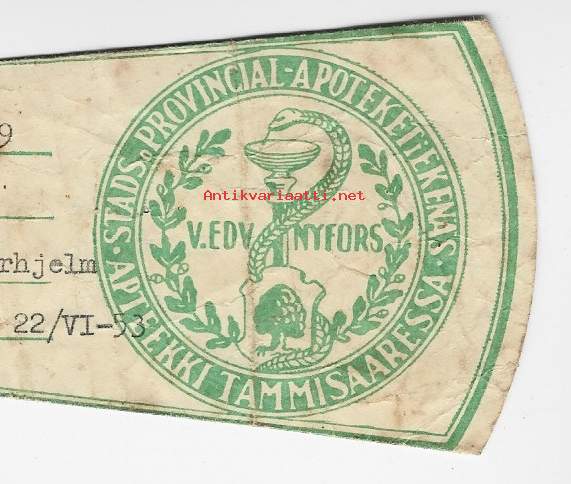 9
STADS o. PROVINCIAL-APOTEKET I EKENÄS
Antikvariaatti.net
V.EDV. NYFORS
rhjelm
22/VI-53
APTEEKKI TAMMISAARESSA